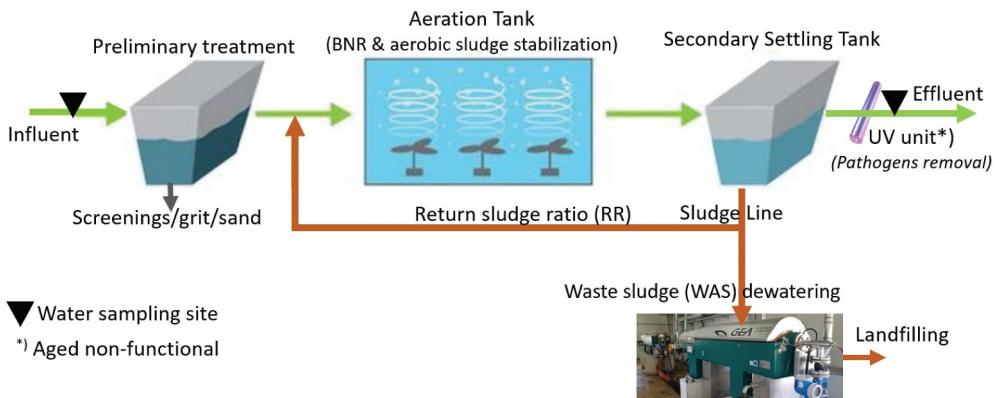 Aeration Tank
(BNR & aerobic sludge stabilization)
Preliminary treatment
Secondary Settling Tank
Influent
Effluent
UV unit*)
(Pathogens removal)
Screenings/grit/sand
Return sludge ratio (RR)
Sludge Line
Waste sludge (WAS) dewatering
Water sampling site
*) Aged non-functional
GEA
Landfilling